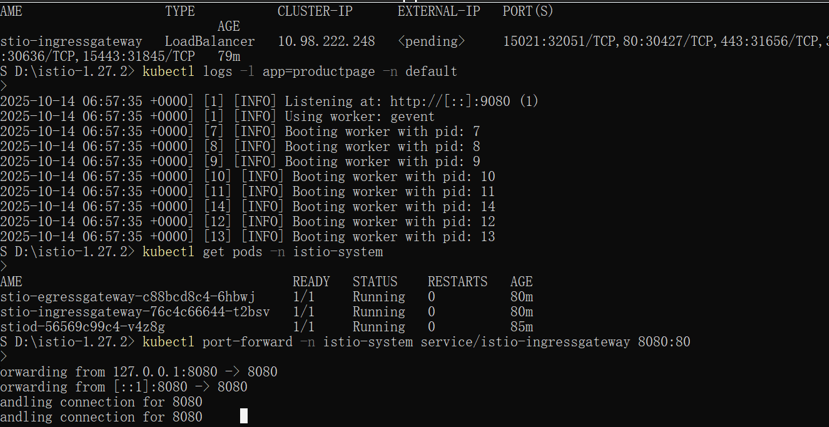 AME                    TYPE           CLUSTER-IP      EXTERNAL-IP   PORT(S)
AGE
stio-ingressgateway   LoadBalancer   10.98.222.248   <pending>     15021:32051/TCP,80:30427/TCP,443:31656/TCP,3
:30636/TCP,15443:31845/TCP   79m
S D:\istio-1.27.2> kubectl logs -l app=productpage -n default
>
2025-10-14 06:57:35 +0000] [1] [INFO] Listening at: http://[::]:9080 (1)
2025-10-14 06:57:35 +0000] [1] [INFO] Using worker: gevent
2025-10-14 06:57:35 +0000] [7] [INFO] Booting worker with pid: 7
2025-10-14 06:57:35 +0000] [8] [INFO] Booting worker with pid: 8
2025-10-14 06:57:35 +0000] [9] [INFO] Booting worker with pid: 9
2025-10-14 06:57:35 +0000] [10] [INFO] Booting worker with pid: 10
2025-10-14 06:57:35 +0000] [11] [INFO] Booting worker with pid: 11
2025-10-14 06:57:35 +0000] [14] [INFO] Booting worker with pid: 14
2025-10-14 06:57:35 +0000] [12] [INFO] Booting worker with pid: 12
2025-10-14 06:57:35 +0000] [13] [INFO] Booting worker with pid: 13
S D:\istio-1.27.2> kubectl get pods -n istio-system
>
AME                                    READY   STATUS    RESTARTS   AGE
stio-egressgateway-c88bcd8c4-6hbwj     1/1     Running   0          80m
stio-ingressgateway-76c4c66644-t2bsv   1/1     Running   0          80m
stiod-56569c99c4-v4z8g                 1/1     Running   0          85m
S D:\istio-1.27.2> kubectl port-forward -n istio-system service/istio-ingressgateway 8080:80
>
orwarding from 127.0.0.1:8080 -> 8080
orwarding from [::1]:8080 -> 8080
andling connection for 8080
andling connection for 8080